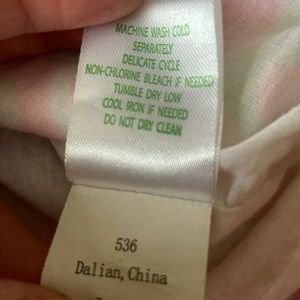 MACHINE WASH COLD
SEPARATELY
DELICATE CYCLE
NON-CHLORINE BLEACH IF NEEDED
TUMBLE DRY LOW
COOL IRON IF NEEDED
DO NOT DRY CLEAN
536
Dalian, China